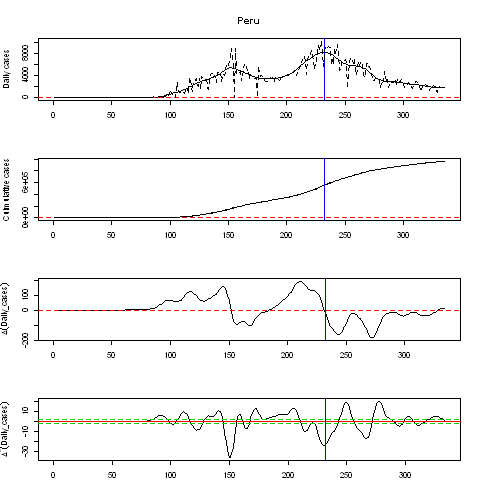 Peru
Daily cases
0 4000 8000
0 50 100 150 200 250 300
Cumulative cases
0e+00 6e+05
0 50 100 150 200 250 300
Δ(Daily_cases)
-200 0 100
0 50 100 150 200 250 300
Δ²(Daily_cases)
-30 -10 10
0 50 100 150 200 250 300